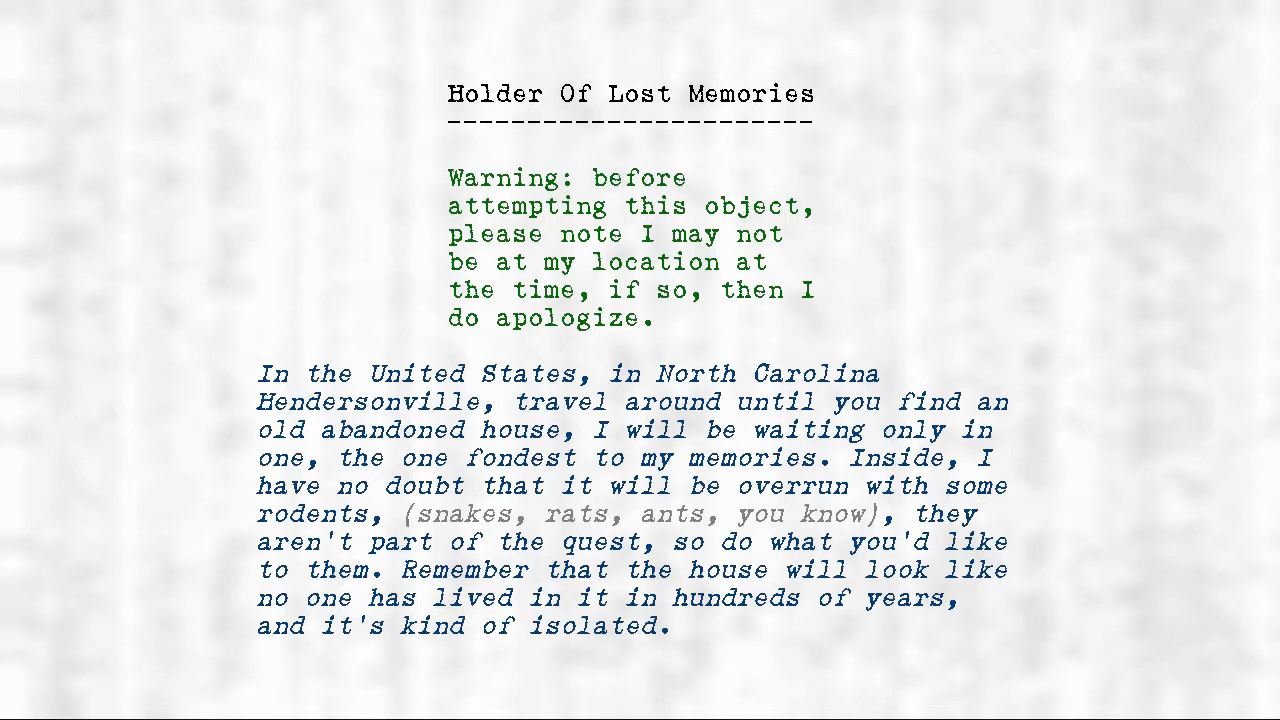 Holder Of Lost Memories
-----------------------
Warning: before
attempting this object,
please note I may not
be at my location at
the time, if so, then I
do apologize.
In the United States, in North Carolina
Hendersonville, travel around until you find an
old abandoned house, I will be waiting only in
one, the one fondest to my memories. Inside, I
have no doubt that it will be overrun with some
rodents, (snakes, rats, ants, you know), they
aren't part of the quest, so do what you'd like
to them. Remember that the house will look like
no one has lived in it in hundreds of years,
and it's kind of isolated.